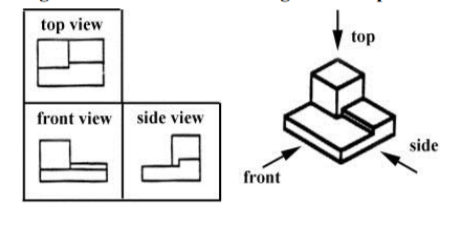 top view
front view
side view
top
side
front